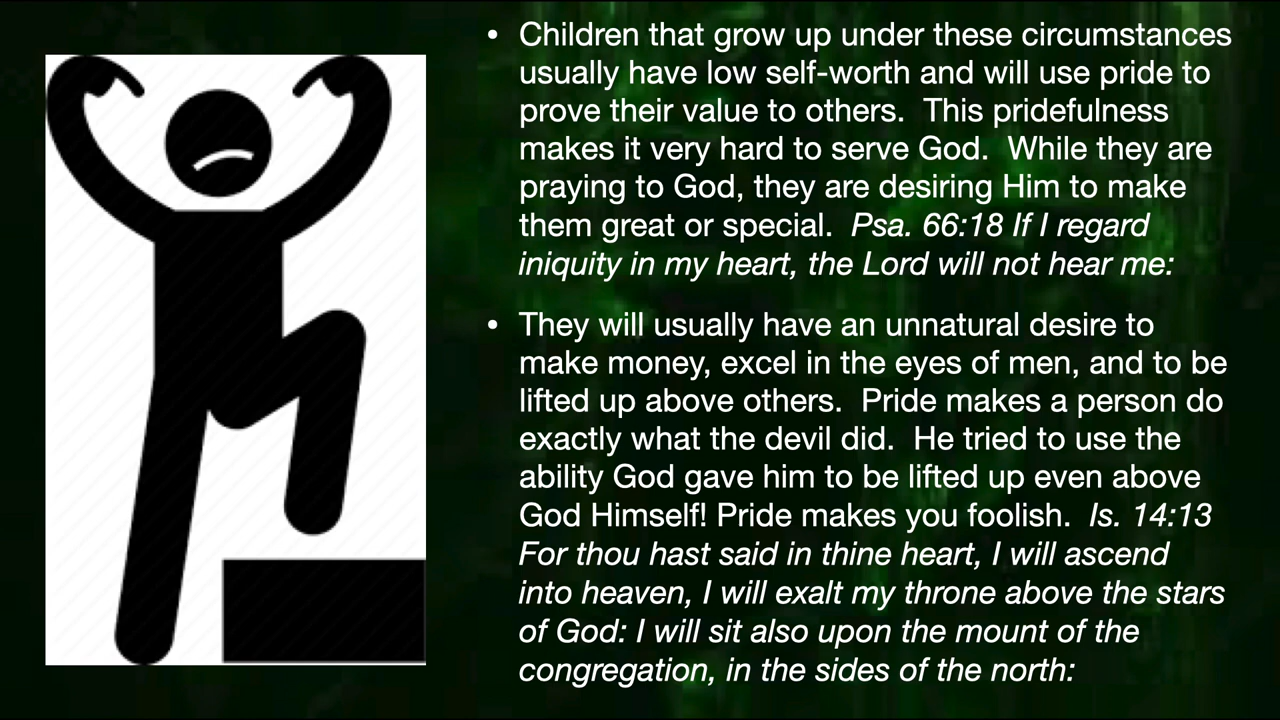 • Children that grow up under these circumstances
usually have low self-worth and will use pride to
prove their value to others.  This pridefulness
makes it very hard to serve God.  While they are
praying to God, they are desiring Him to make
them great or special.  Psa. 66:18 If I regard
iniquity in my heart, the Lord will not hear me:
• They will usually have an unnatural desire to
make money, excel in the eyes of men, and to be
lifted up above others.  Pride makes a person do
exactly what the devil did.  He tried to use the
ability God gave him to be lifted up even above
God Himself! Pride makes you foolish.  Is. 14:13
For thou hast said in thine heart, I will ascend
into heaven, I will exalt my throne above the stars
of God: I will sit also upon the mount of the
congregation, in the sides of the north: